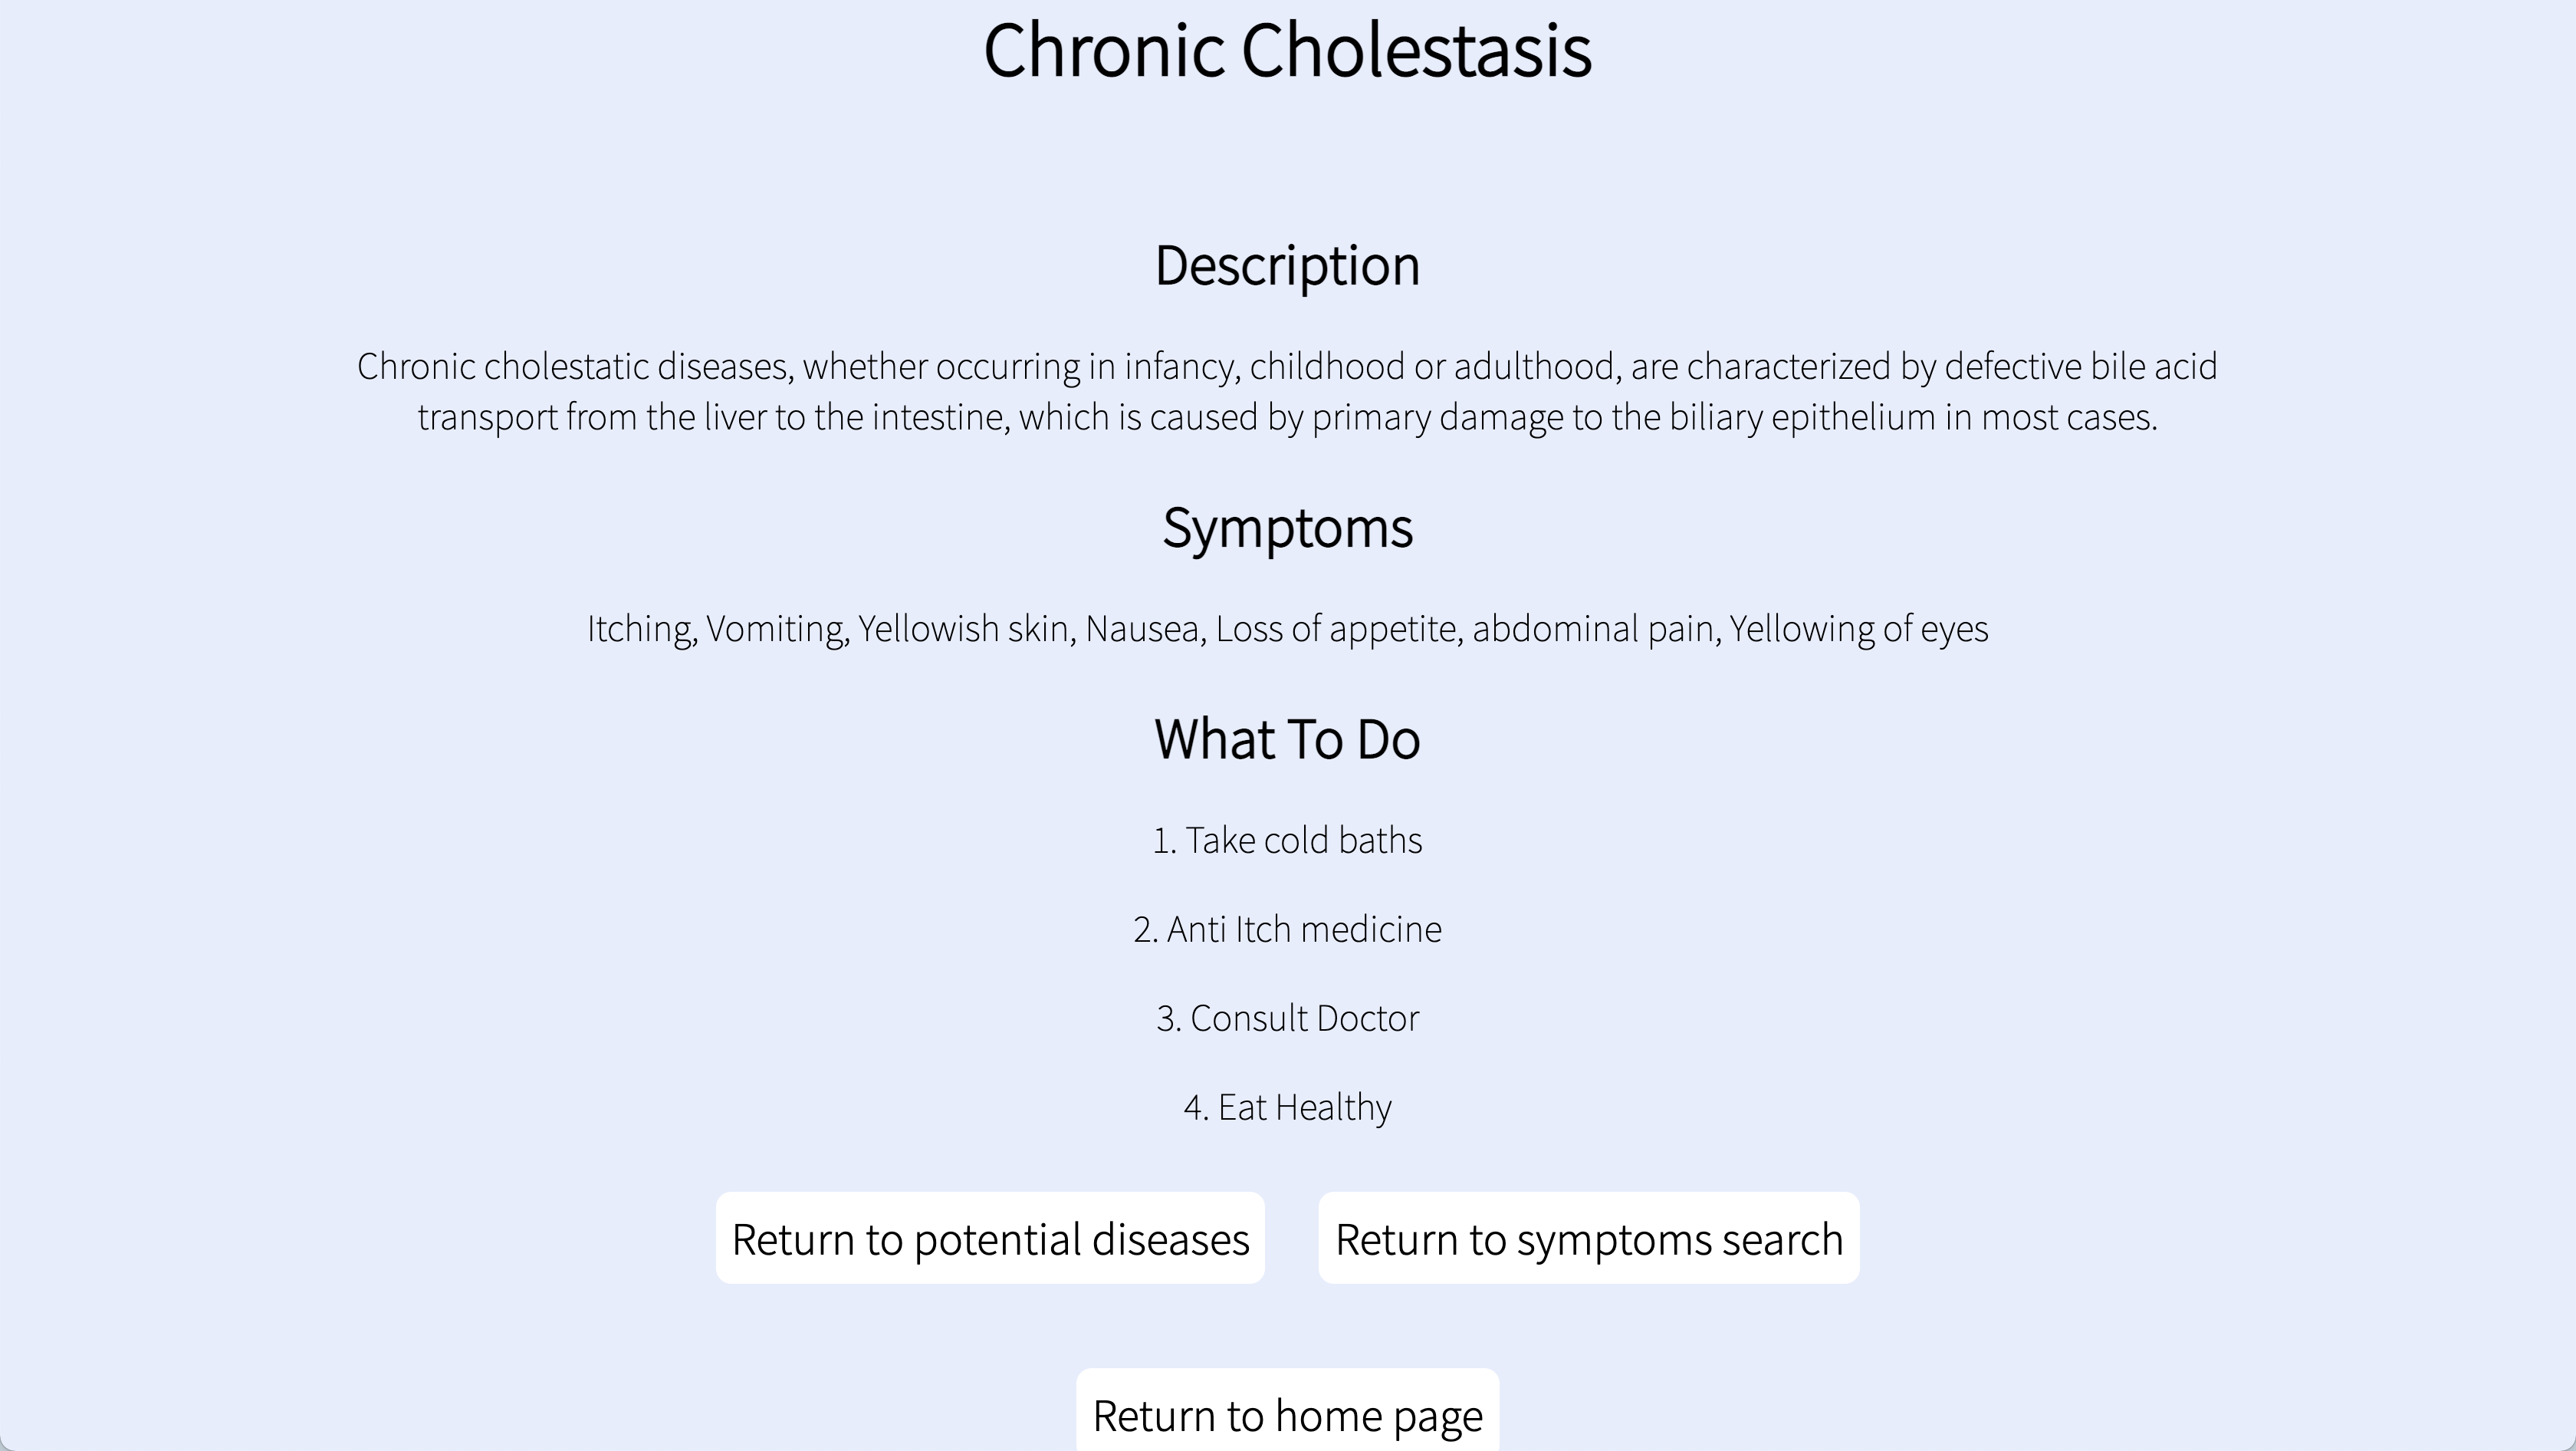 Chronic Cholestasis
Description
Chronic cholestatic diseases, whether occurring in infancy, childhood or adulthood, are characterized by defective bile acid
transport from the liver to the intestine, which is caused by primary damage to the biliary epithelium in most cases.
Symptoms
Itching, Vomiting, Yellowish skin, Nausea, Loss of appetite, abdominal pain, Yellowing of eyes
What To Do
1. Take cold baths
2. Anti Itch medicine
3. Consult Doctor
4. Eat Healthy
Return to potential diseases
Return to symptoms search
Return to home page